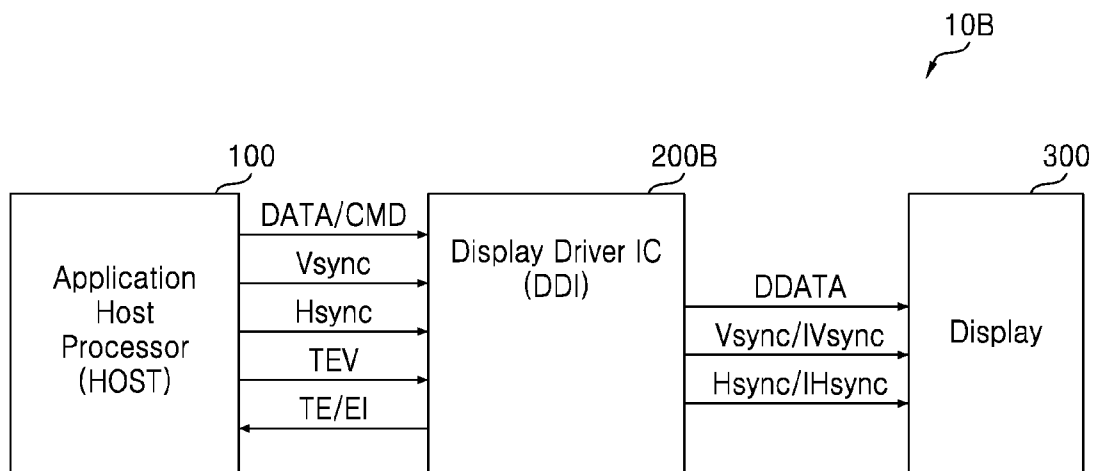 10B
100
200B
300
Application
Host
Processor
(HOST)
DATA/CMD
Vsync
Hsync
TEV
TE/EI
Display Driver IC
(DDI)
DDATA
Vsync/IVsync
Hsync/IHsync
Display